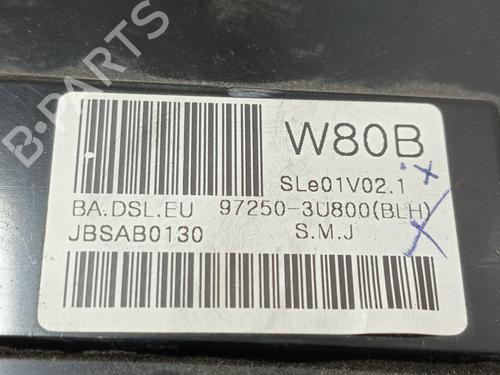 B-PARTS
W80B
SLe01V02.1
BA.DSL.EU 97250-3U800(BLH)
JBSAB0130 S.M.J